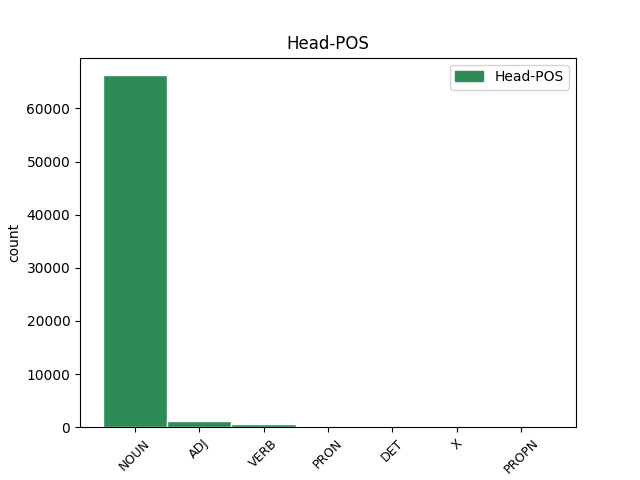 Head-POS
Head-POS
count
60000
50000
40000
30000
20000
10000
0
NOUN
ADJ
VERB
PRON
DET
X
PROPN